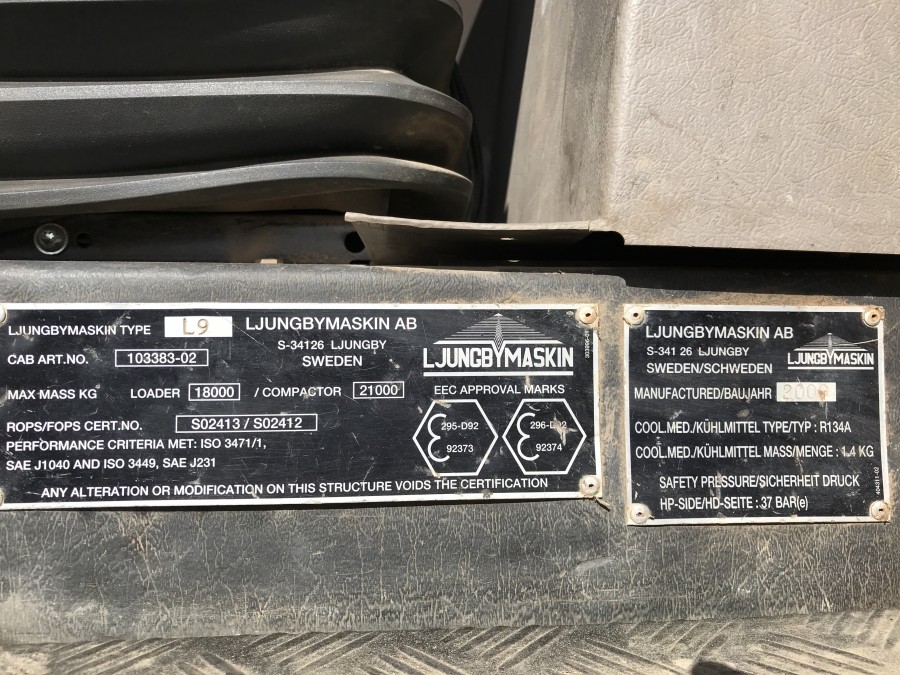 LJUNGBYMASKIN TYPE L9
LJUNGBYMASKIN AB
S-34126 LJUNGBY
SWEDEN
LJUNGBYMASKIN
CAB ART.NO. 103383-02
MAX MASS KG LOADER 18000 / COMPACTOR 21000
EEC APPROVAL MARKS
ROPS/FOPS CERT.NO. S02413 / S02412
PERFORMANCE CRITERIA MET: ISO 3471/1,
SAE J1040 AND ISO 3449, SAE J231
ε 295-D92
92373
ε
92374
ANY ALTERATION OR MODIFICATION ON THIS STRUCTURE VOIDS THE CERTIFICATION
LJUNGBYMASKIN AB
S-341 26 LJUNGBY
SWEDEN/SCHWEDEN
LJUNGBYMASKIN
MANUFACTURED/BAUJAHR
COOL.MED./KÜHLMITTEL TYPE/TYP : R134A
COOL.MED./KÜHLMITTEL MASS/MENGE : 1,4 KG
SAFETY PRESSURE/SICHERHEIT DRUCK
HP-SIDE/HD-SEITE : 37 BAR(e)